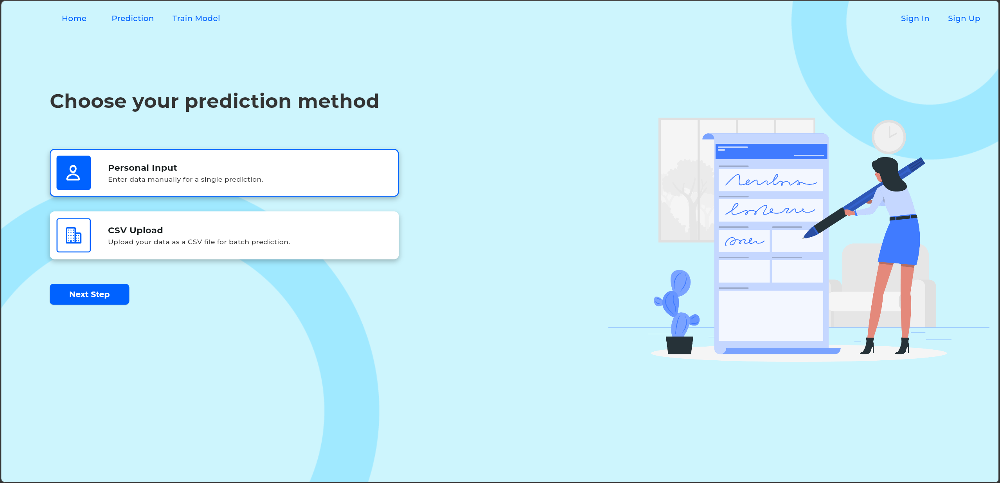 Home Prediction Train Model Sign In Sign Up
Choose your prediction method
Personal Input
Enter data manually for a single prediction.
CSV Upload
Upload your data as a CSV file for batch prediction.
Next Step